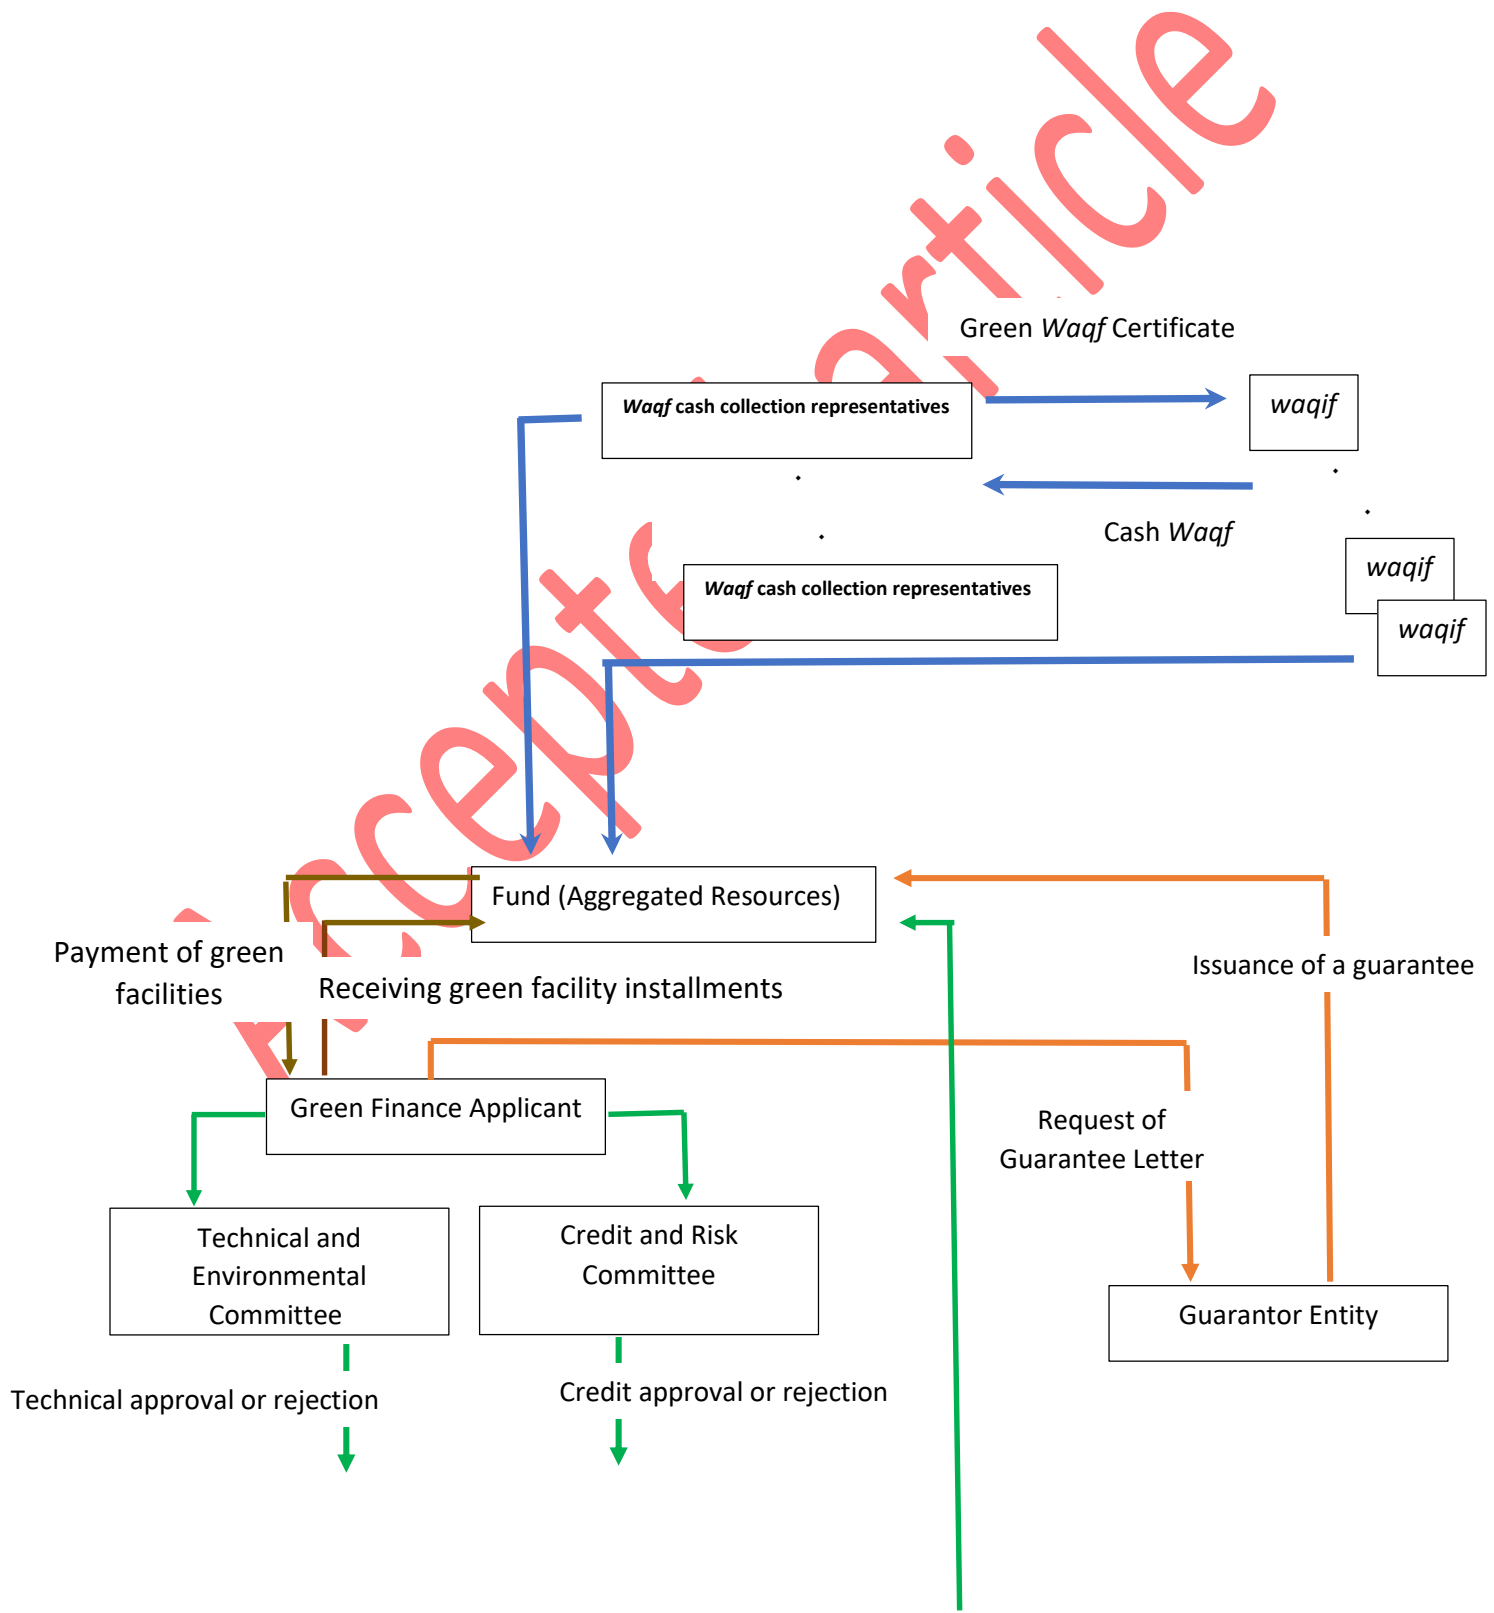 Accepted article
Green Waqf Certificate
Waqf cash collection representatives
waqif
Cash Waqf
waqif
Waqf cash collection representatives
waqif
Fund (Aggregated Resources)
Payment of green
facilities
Receiving green facility installments
Issuance of a guarantee
Green Finance Applicant
Request of
Guarantee Letter
Technical and
Environmental
Committee
Credit and Risk
Committee
Guarantor Entity
Technical approval or rejection
Credit approval or rejection